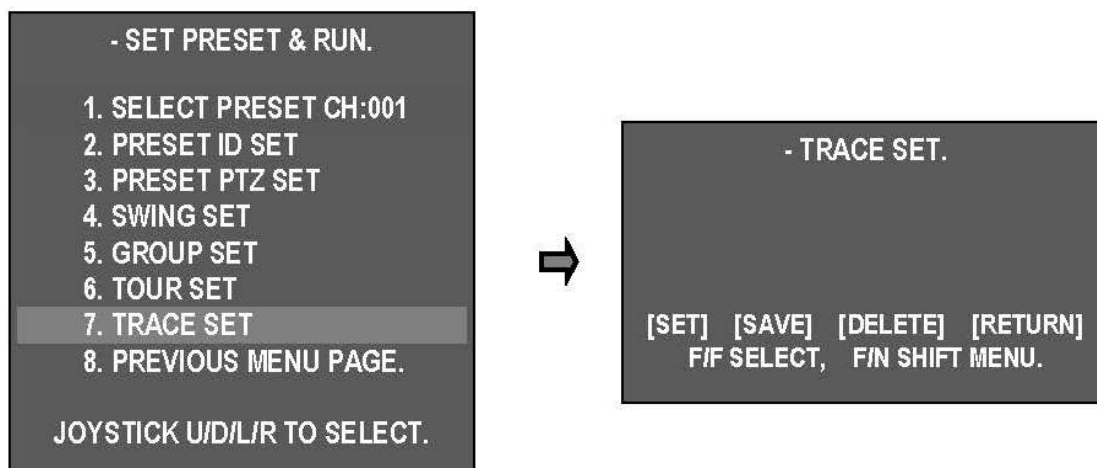 - SET PRESET & RUN.
1. SELECT PRESET CH:001
2. PRESET ID SET
3. PRESET PTZ SET
4. SWING SET
5. GROUP SET
6. TOUR SET
7. TRACE SET
8. PREVIOUS MENU PAGE.
JOYSTICK U/D/L/R TO SELECT.
- TRACE SET.
[SET] [SAVE] [DELETE] [RETURN]
F/F SELECT, F/N SHIFT MENU.